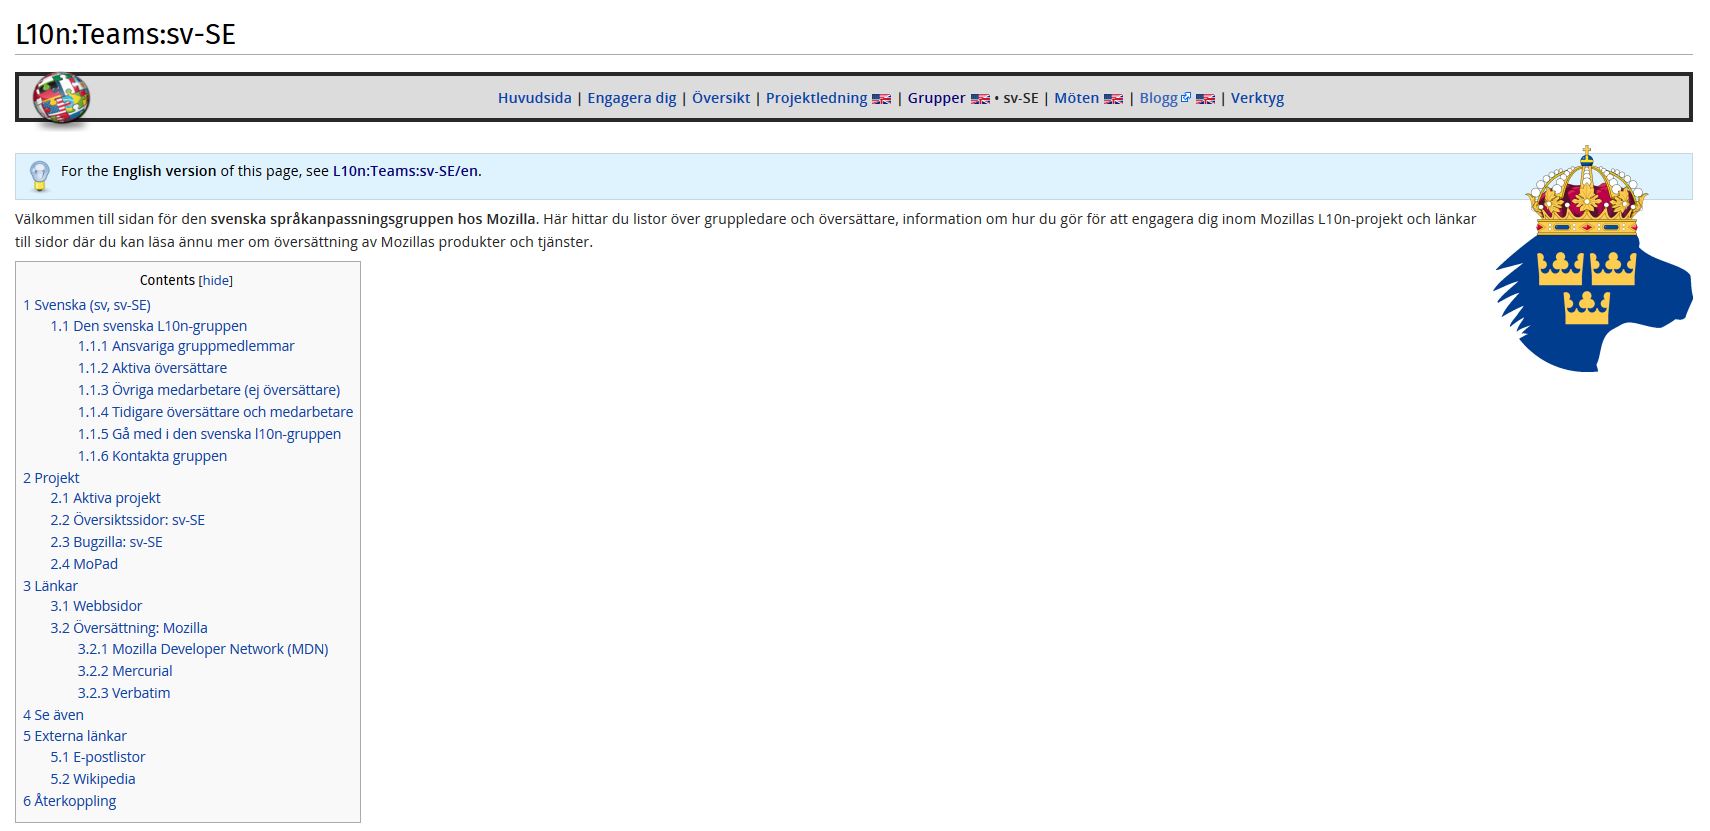 L10n:Teams:sv-SE
Huvudsida | Engagera dig | Översikt | Projektledning | Grupper • sv-SE | Möten | Blogg | Verktyg
For the English version of this page, see L10n:Teams:sv-SE/en.
Välkommen till sidan för den svenska språkanpassningsgruppen hos Mozilla. Här hittar du listor över gruppledare och översättare, information om hur du gör för att engagera dig inom Mozillas L10n-projekt och länkar
till sidor där du kan läsa ännu mer om översättning av Mozillas produkter och tjänster.
Contents [hide]
1 Svenska (sv, sv-SE)
1.1 Den svenska L10n-gruppen
1.1.1 Ansvariga gruppmedlemmar
1.1.2 Aktiva översättare
1.1.3 Övriga medarbetare (ej översättare)
1.1.4 Tidigare översättare och medarbetare
1.1.5 Gå med i den svenska l10n-gruppen
1.1.6 Kontakta gruppen
2 Projekt
2.1 Aktiva projekt
2.2 Översiktssidor: sv-SE
2.3 Bugzilla: sv-SE
2.4 MoPad
3 Länkar
3.1 Webbsidor
3.2 Översättning: Mozilla
3.2.1 Mozilla Developer Network (MDN)
3.2.2 Mercurial
3.2.3 Verbatim
4 Se även
5 Externa länkar
5.1 E-postlistor
5.2 Wikipedia
6 Återkoppling